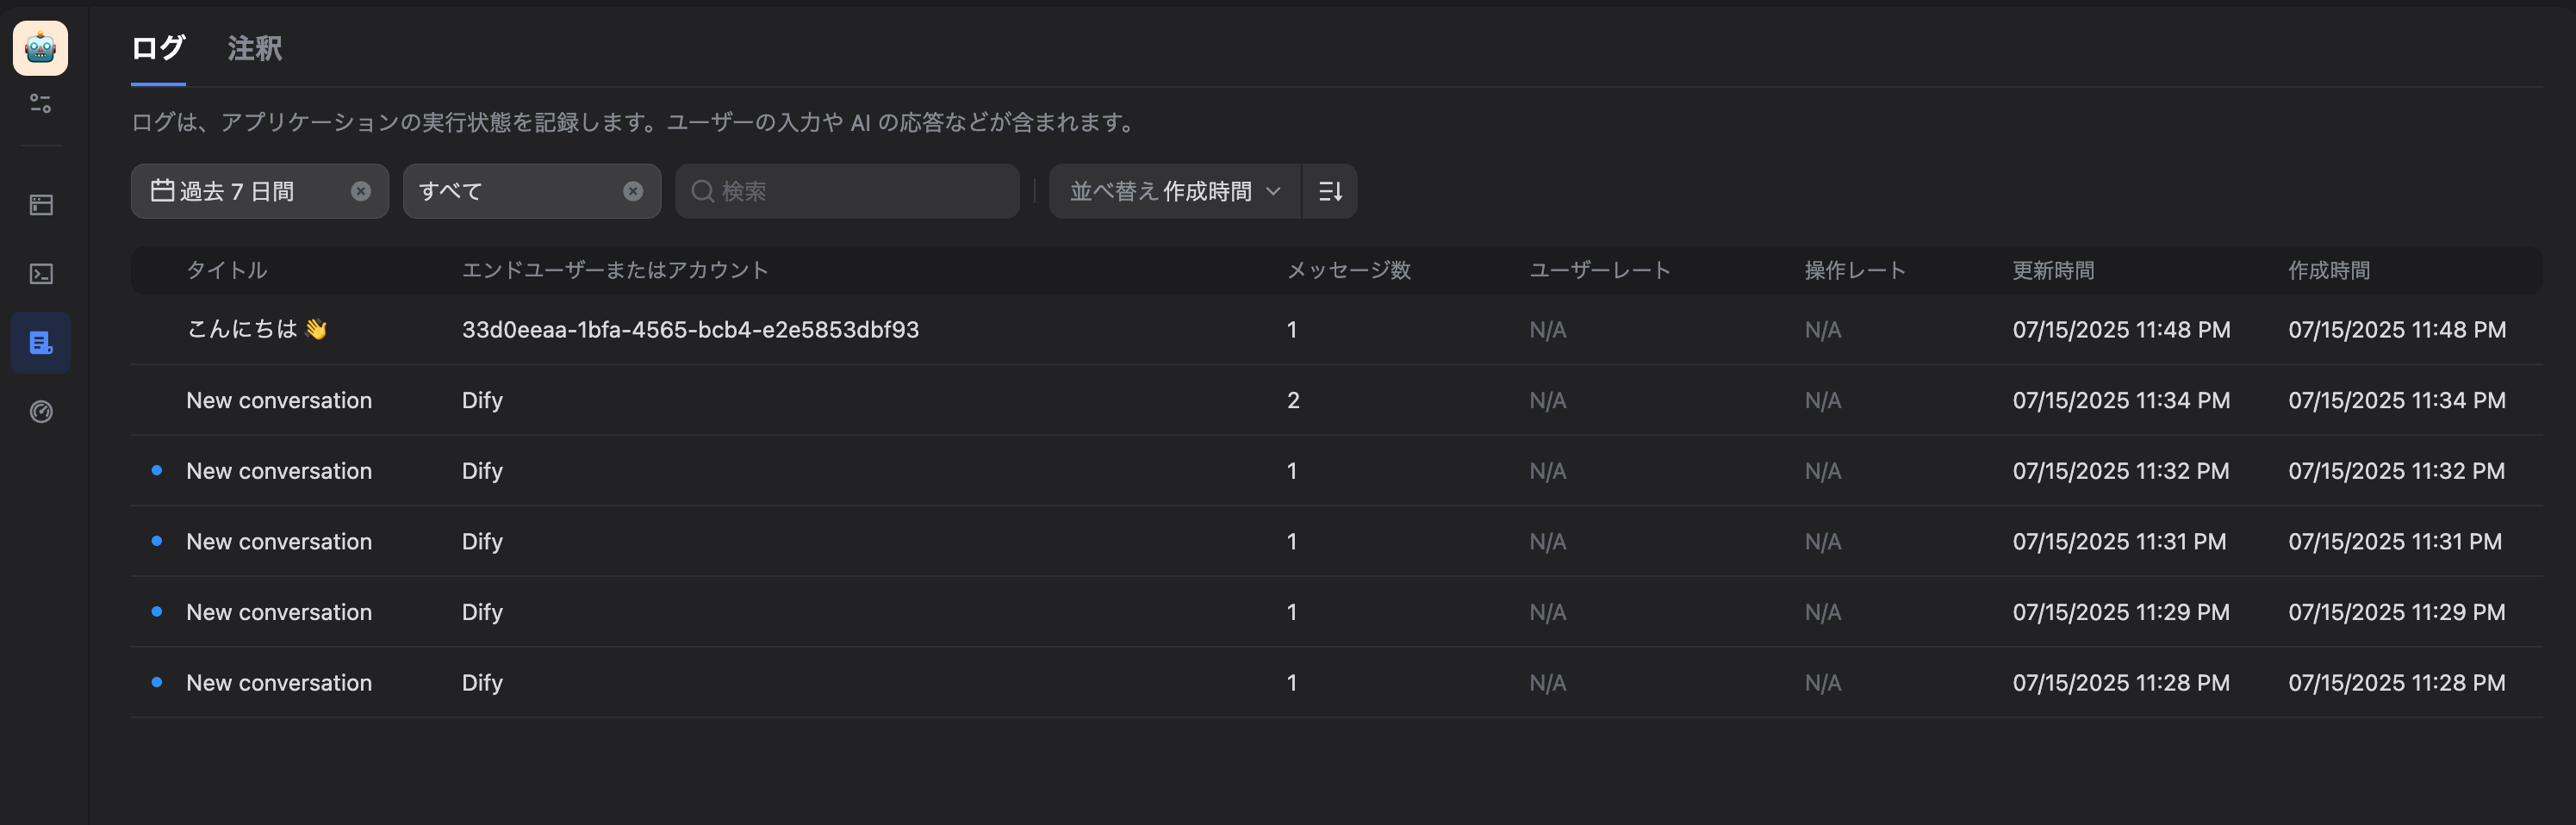 ログ 注釈
ログは、アプリケーションの実行状態を記録します。ユーザーの入力や AI の応答などが含まれます。
過去 7 日間 すべて 検索 並べ替え 作成時間
タイトル エンドユーザーまたはアカウント メッセージ数 ユーザーレート 操作レート 更新時間 作成時間
こんにちは 👋 33d0eeaa-1bfa-4565-bcb4-e2e5853dbf93 1 N/A N/A 07/15/2025 11:48 PM 07/15/2025 11:48 PM
New conversation Dify 2 N/A N/A 07/15/2025 11:34 PM 07/15/2025 11:34 PM
New conversation Dify 1 N/A N/A 07/15/2025 11:32 PM 07/15/2025 11:32 PM
New conversation Dify 1 N/A N/A 07/15/2025 11:31 PM 07/15/2025 11:31 PM
New conversation Dify 1 N/A N/A 07/15/2025 11:29 PM 07/15/2025 11:29 PM
New conversation Dify 1 N/A N/A 07/15/2025 11:28 PM 07/15/2025 11:28 PM